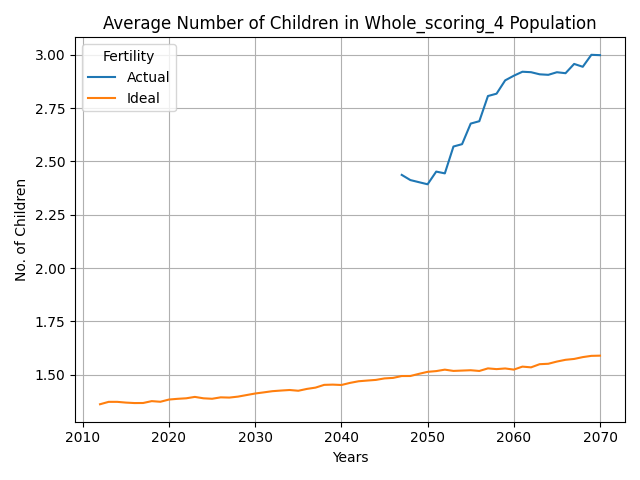 Average Number of Children in Whole_scoring_4 Population
Fertility
Actual
Ideal
No. of Children
3.00
2.75
2.50
2.25
2.00
1.75
1.50
2010 2020 2030 2040 2050 2060 2070
Years